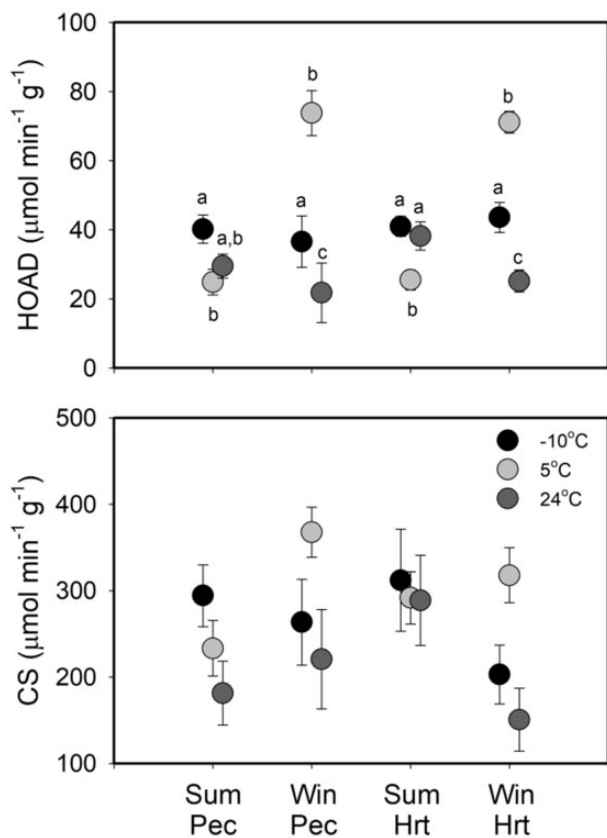 100
80
60
40
20
0
HOAD (μmol min⁻¹ g⁻¹)
b
b
a
a,b
b
a
c
a
a
b
a
c
500
400
300
200
100
CS (μmol min⁻¹ g⁻¹)
-10°C
5°C
24°C
Sum Pec
Win Pec
Sum Hrt
Win Hrt